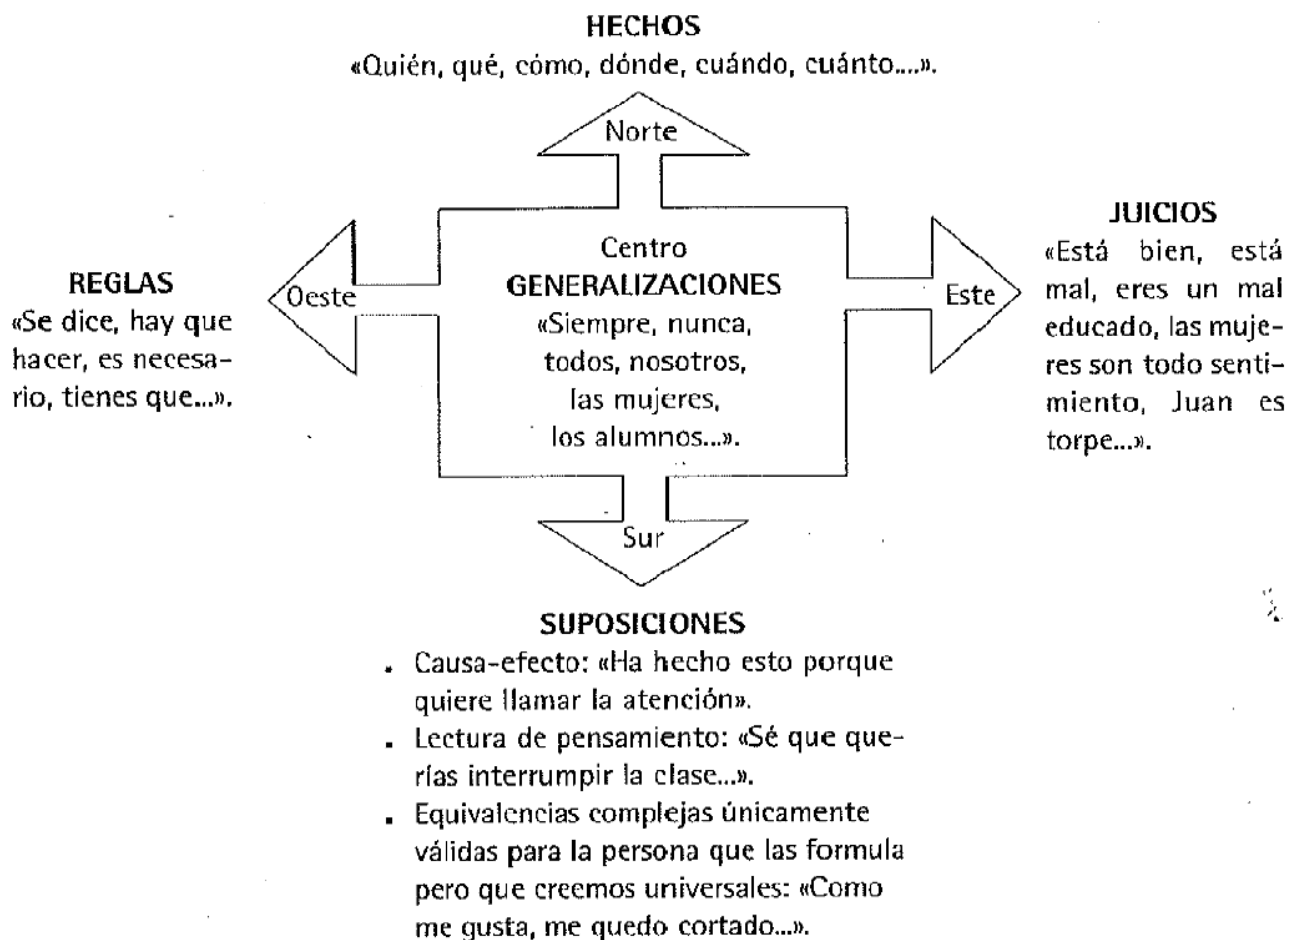 HECHOS
«Quién, qué, cómo, dónde, cuándo, cuánto....».
Norte
JUICIOS
«Está bien, está
mal, eres un mal
educado, las muje-
res son todo senti-
miento, Juan es
torpe...».
Este
Centro
GENERALIZACIONES
«Siempre, nunca,
todos, nosotros,
las mujeres,
los alumnos...».
Oeste
REGLAS
«Se dice, hay que
hacer, es necesa-
rio, tienes que...».
Sur
SUPOSICIONES
▪ Causa-efecto: «Ha hecho esto porque
quiere llamar la atención».
▪ Lectura de pensamiento: «Sé que que-
rías interrumpir la clase...».
▪ Equivalencias complejas únicamente
válidas para la persona que las formula
pero que creemos universales: «Como
me gusta, me quedo cortado...».